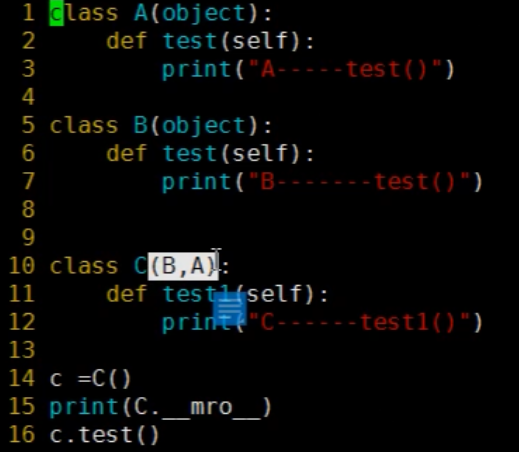 1 class A(object):
2     def test(self):
3         print("A-----test()")
4
5 class B(object):
6     def test(self):
7         print("B-------test()")
8
9
10 class C(B,A):
11     def test1(self):
12         print("C------test1()")
13
14 c =C()
15 print(C.__mro__)
16 c.test()